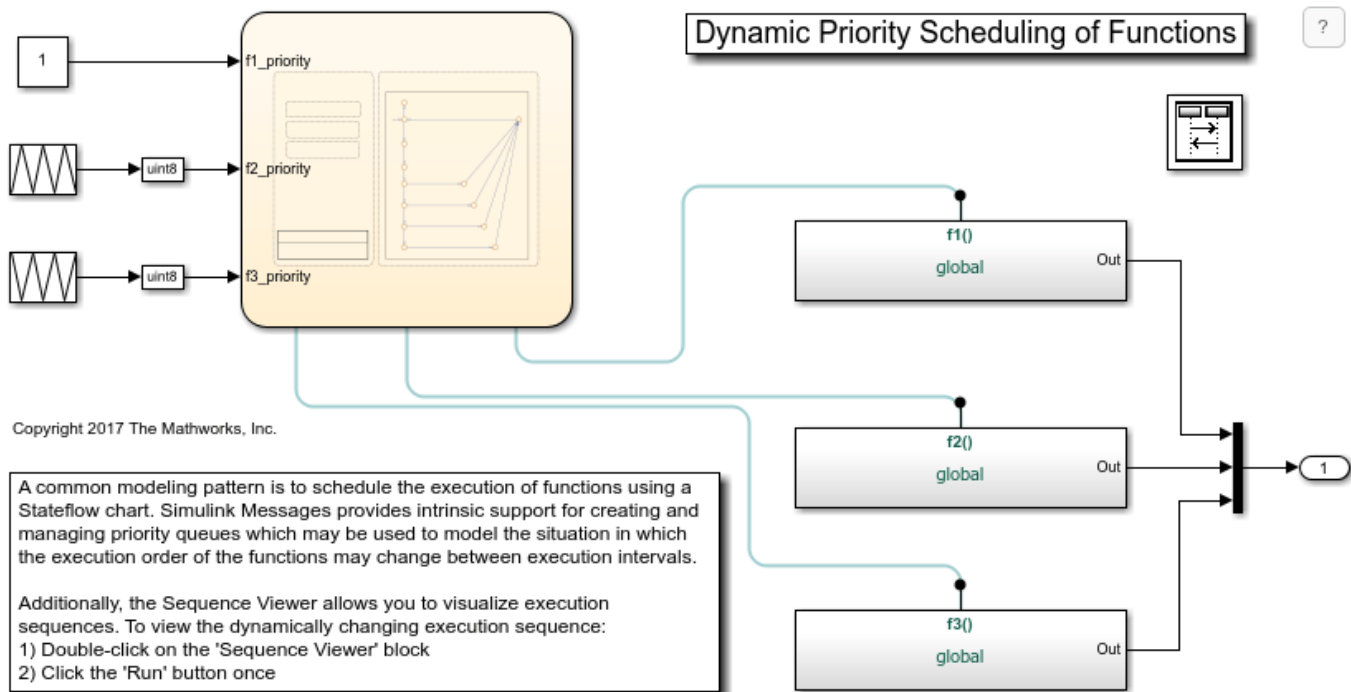 Dynamic Priority Scheduling of Functions
?
1
f1_priority
uint8
f2_priority
uint8
f3_priority
f1()
global
Out
f2()
global
Out
1
f3()
global
Out
Copyright 2017 The Mathworks, Inc.
A common modeling pattern is to schedule the execution of functions using a
Stateflow chart. Simulink Messages provides intrinsic support for creating and
managing priority queues which may be used to model the situation in which
the execution order of the functions may change between execution intervals.
Additionally, the Sequence Viewer allows you to visualize execution
sequences. To view the dynamically changing execution sequence:
1) Double-click on the 'Sequence Viewer' block
2) Click the 'Run' button once